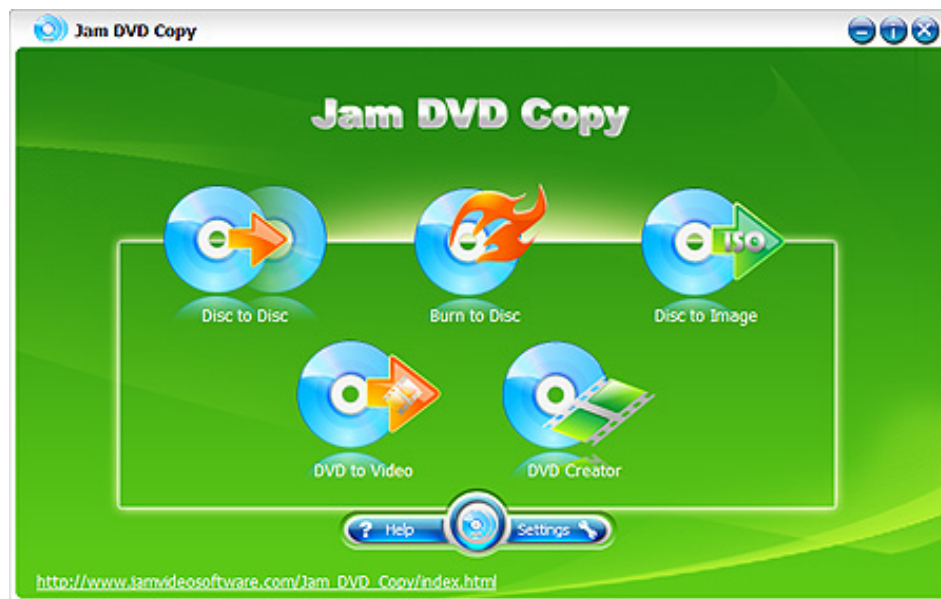 Jam DVD Copy
Jam DVD Copy
ISO
Disc to Disc
Burn to Disc
Disc to Image
DVD to Video
DVD Creator
? Help
Settings
http://www.jamvideosoftware.com/Jam_DVD_Copy/index.html